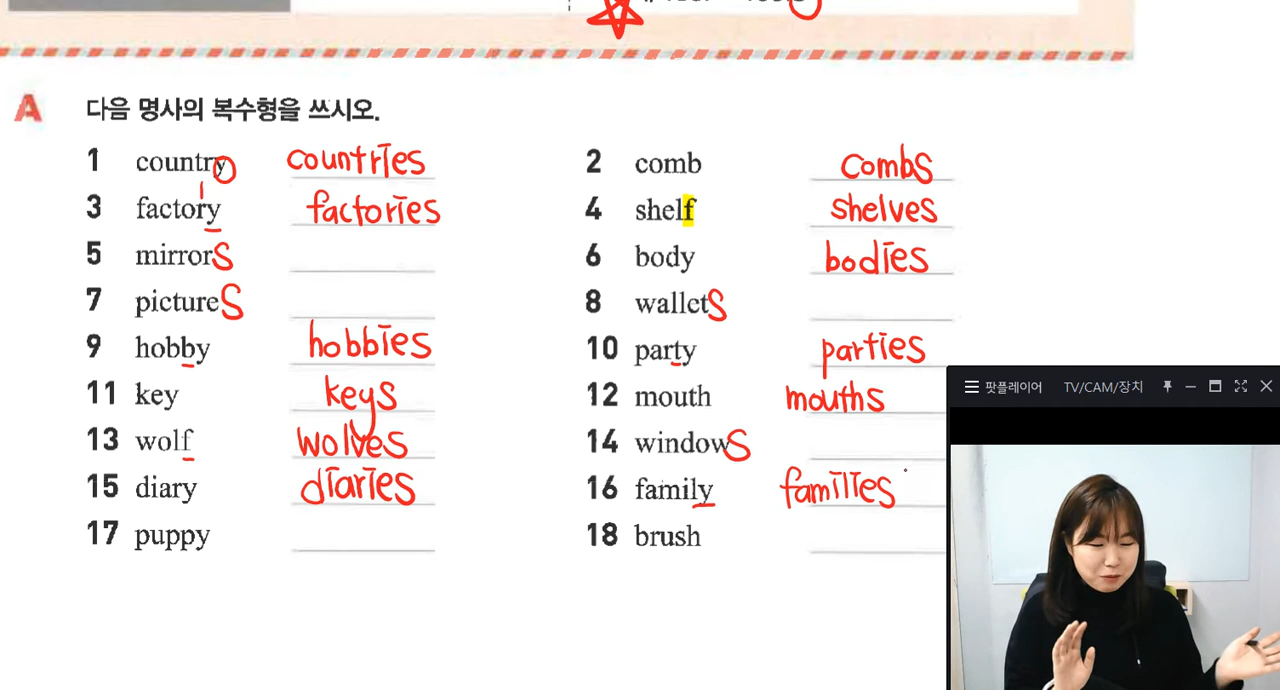 A 다음 명사의 복수형을 쓰시오.
1 country countries 2 comb combs
3 factory i factories 4 shelf shelves
5 mirrors 6 body bodies
7 pictures 8 wallets
9 hobby hobbies 10 party parties
11 key keys 12 mouth mouths
13 wolf wolves 14 windows
15 diary diaries 16 family families
17 puppy 18 brush
팟플레이어 TV/CAM/장치